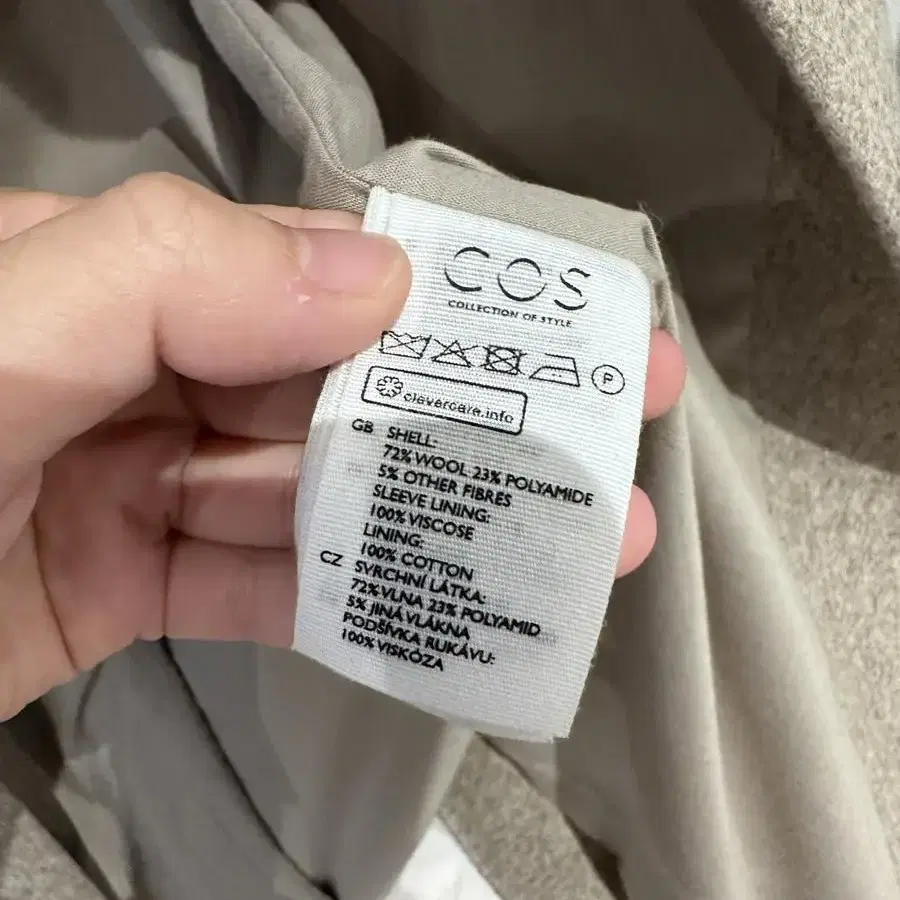 COS
COLLECTION OF STYLE
P
clevercare.info
GB SHELL:
72% WOOL 23% POLYAMIDE
5% OTHER FIBRES
SLEEVE LINING:
100% VISCOSE
LINING:
100% COTTON
CZ SVRCHNÍ LÁTKA:
72% VLNA 23% POLYAMID
5% JINÁ VLÁKNA
PODŠÍVKA RUKÁVU:
100% VISKÓZA